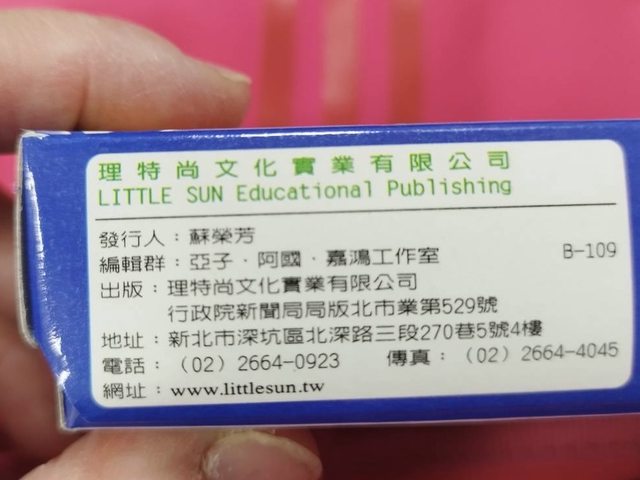 理特尚文化實業有限公司
LITTLE SUN Educational Publishing
發行人：蘇榮芳
編輯群：亞子．阿國．嘉鴻工作室 B-109
出版：理特尚文化實業有限公司
行政院新聞局局版北市業第529號
地址：新北市深坑區北深路三段270巷5號4樓
電話：（02）2664-0923 傳真：（02）2664-4045
網址：www.littlesun.tw